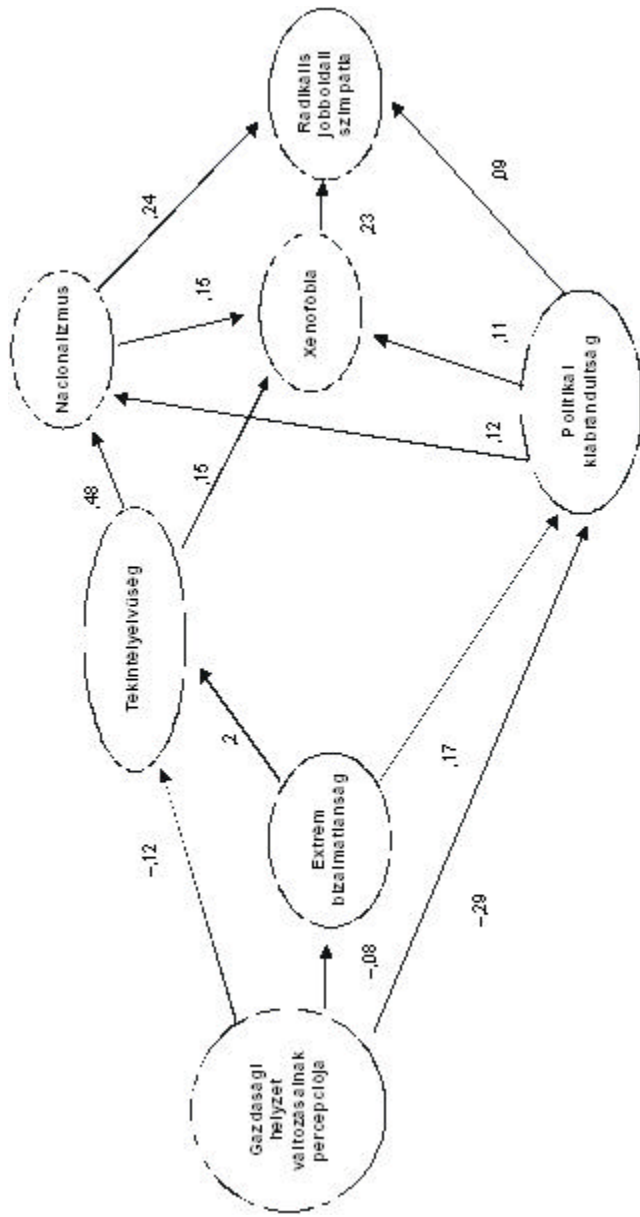 Gazdasági
helyzet
változásainak
percepciója
–,12
–,08
–,29
Extrém
bizalmatlanság
,2
,17
Tekintélyelvűség
,48
,15
Politikai
kiábrándultság
,12
,11
,09
Nacionalizmus
,15
,24
Xenofóbia
,23
Radikális
jobboldali
szimpátia